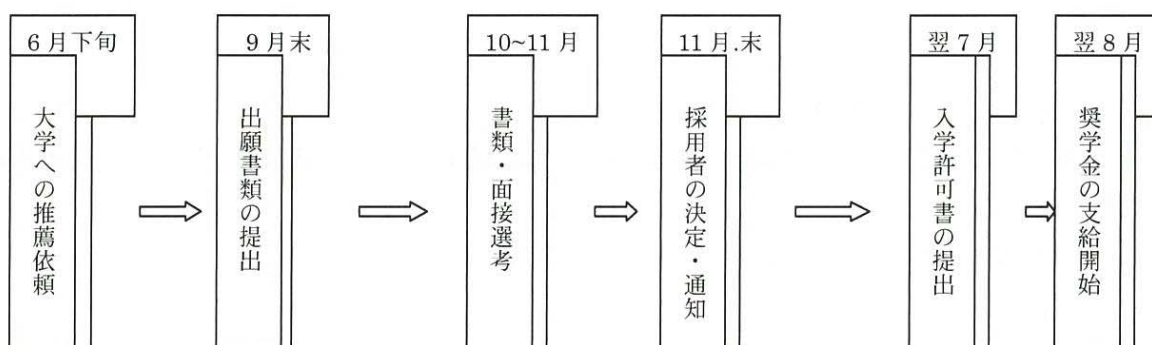 6月下旬
大学への推薦依頼
9月末
出願書類の提出
10~11月
書類・面接選考
11月.末
採用者の決定・通知
翌7月
入学許可書の提出
翌8月
奨学金の支給開始